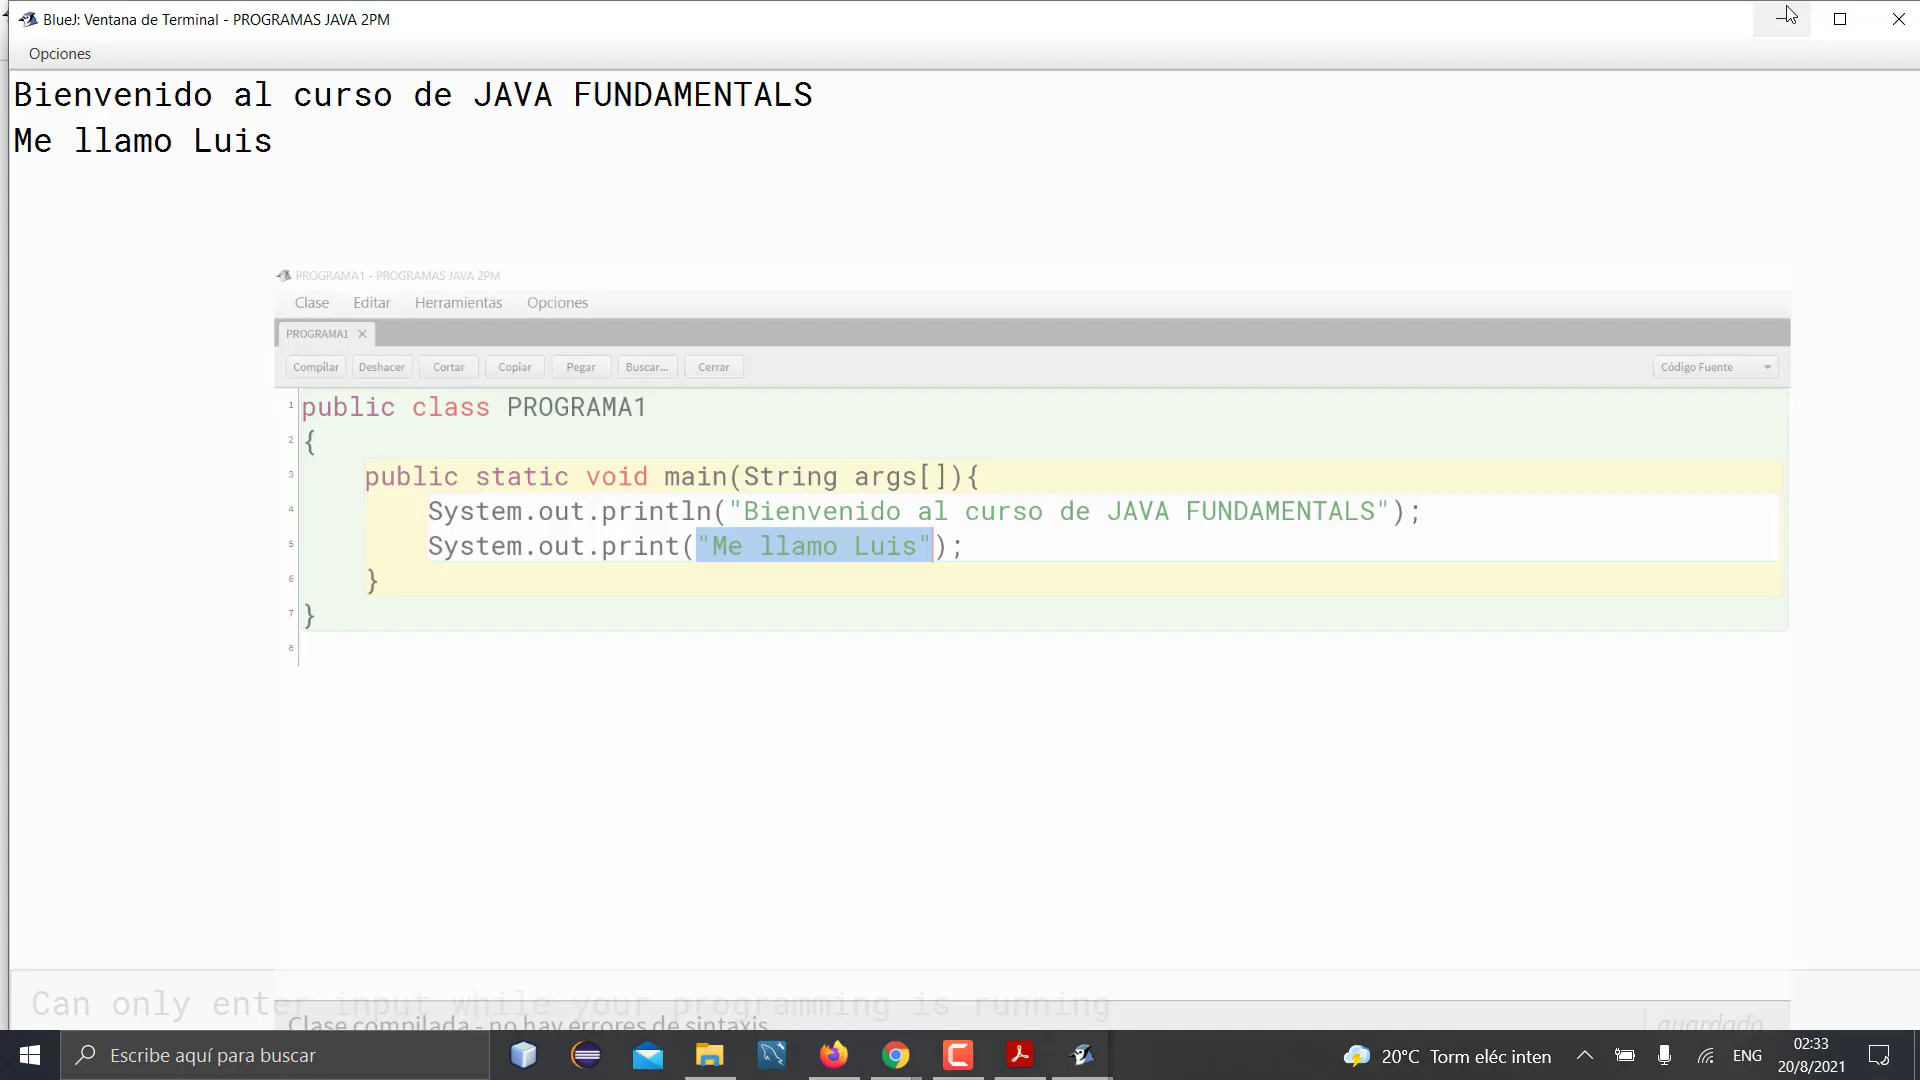 BlueJ: Ventana de Terminal - PROGRAMAS JAVA 2PM
Opciones
Bienvenido al curso de JAVA FUNDAMENTALS
Me llamo Luis
PROGRAMA1 - PROGRAMAS JAVA 2PM
Clase Editar Herramientas Opciones
PROGRAMA1
Compilar Deshacer Cortar Copiar Pegar Buscar... Cerrar Código Fuente
1 public class PROGRAMA1
2 {
3 public static void main(String args[]){
4 System.out.println("Bienvenido al curso de JAVA FUNDAMENTALS");
5 System.out.print("Me llamo Luis");
6 }
7 }
8
Can only enter input while your programming is running
Clase compilada - no hay errores de sintaxis
guardado
Escribe aquí para buscar
20°C Torm eléc inten
ENG
02:33
20/8/2021